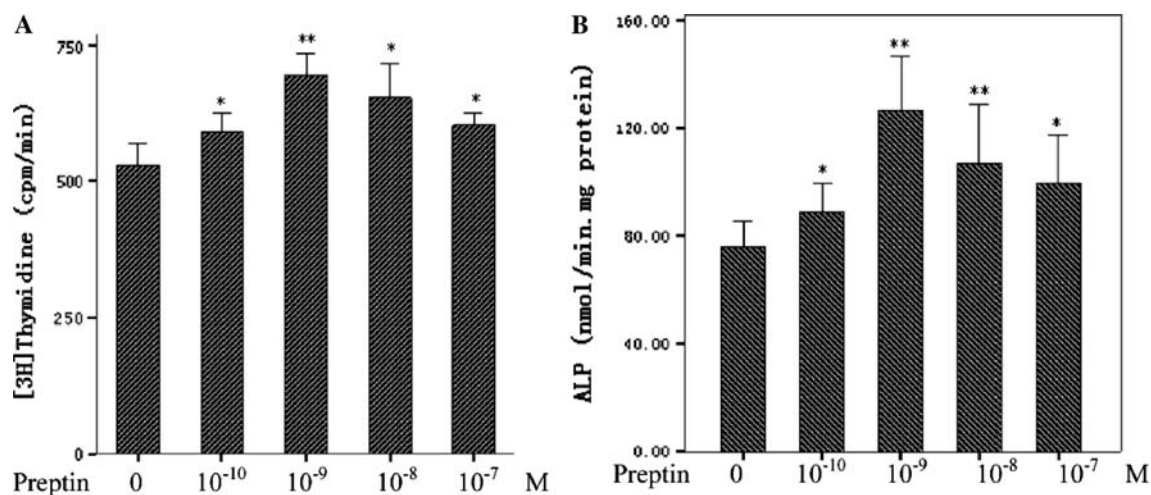 A
[3H]Thymidine (cpm/min)
750
500
250
0
** 
*
*
*
Preptin 0 10⁻¹⁰ 10⁻⁹ 10⁻⁸ 10⁻⁷ M
B
ALP (nmol/min.mg protein)
160.00
120.00
80.00
40.00
0.00
**
**
*
*
Preptin 0 10⁻¹⁰ 10⁻⁹ 10⁻⁸ 10⁻⁷ M